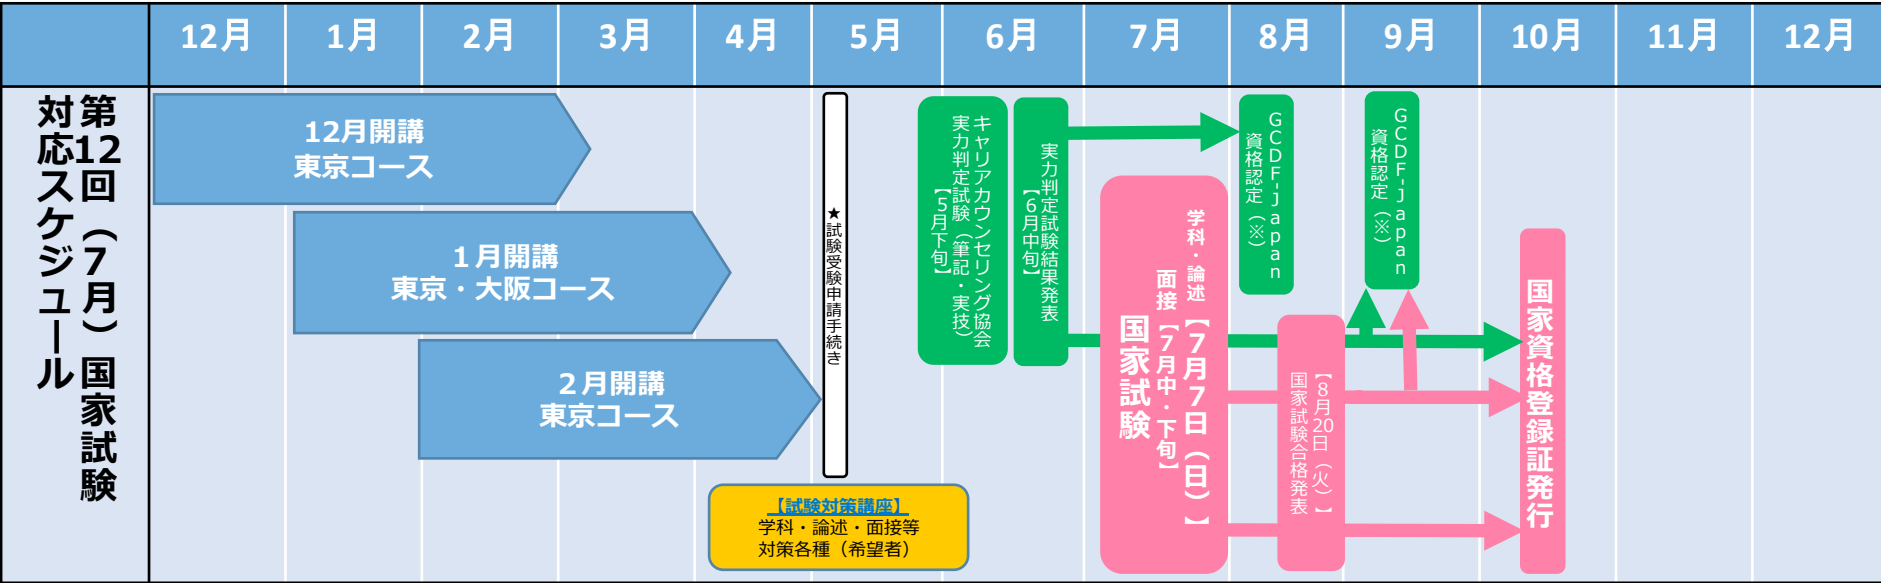 12月 1月 2月 3月 4月 5月 6月 7月 8月 9月 10月 11月 12月
第12回（7月）国家試験
対応スケジュール
12月開講
東京コース
１月開講
東京・大阪コース
２月開講
東京コース
★試験受験申請手続き
【試験対策講座】
学科・論述・面接等
対策各種（希望者）
キャリアカウンセリング協会
実力判定試験（筆記・実技）
【５月下旬】
実力判定試験結果発表
【６月中旬】
学科・論述【7月7日（日）】
面接【7月中・下旬】
国家試験
GCDF-Japan
資格認定（※）
【8月20日（火）】
国家試験合格発表
GCDF-Japan
資格認定（※）
国家資格登録証発行